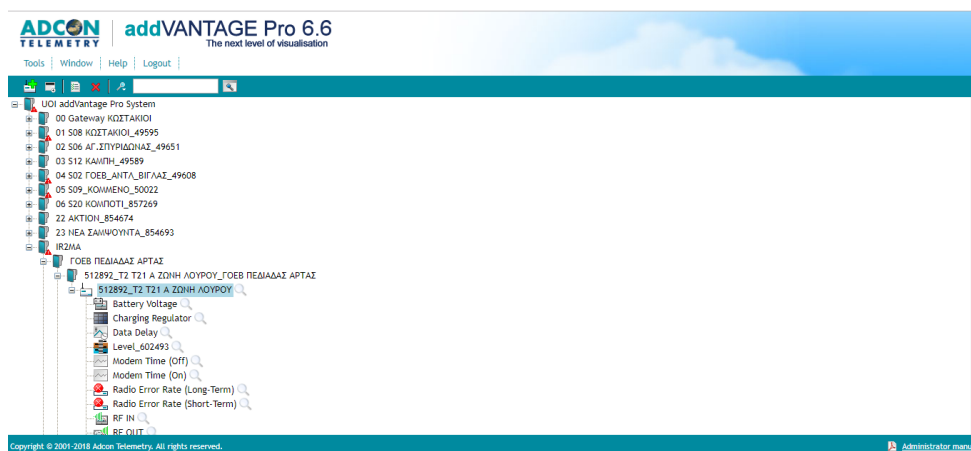 ADCON
TELEMETRY
addVANTAGE Pro 6.6
The next level of visualisation
Tools Window Help Logout
UOI addVantage Pro System
00 Gateway ΚΩΣΤΑΚΙΟΙ
01 S08 ΚΩΣΤΑΚΙΟΙ_49595
02 S06 ΑΓ.ΣΠΥΡΙΔΩΝΑΣ_49651
03 S12 ΚΑΜΠΗ_49589
04 S02 ΓΟΕΒ_ΑΝΤΛ_ΒΙΓΛΑΣ_49608
05 S09_ΚΟΜΜΕΝΟ_50022
06 S20 ΚΟΜΠΟΤΙ_857269
22 ΑΚΤΙΟΝ_854674
23 ΝΕΑ ΣΑΜΨΟΥΝΤΑ_854693
IR2MA
ΓΟΕΒ ΠΕΔΙΑΔΑΣ ΑΡΤΑΣ
512892_T2 T21 Α ΖΩΝΗ ΛΟΥΡΟΥ_ΓΟΕΒ ΠΕΔΙΑΔΑΣ ΑΡΤΑΣ
512892_T2 T21 Α ΖΩΝΗ ΛΟΥΡΟΥ
Battery Voltage
Charging Regulator
Data Delay
Level_602493
Modem Time (Off)
Modem Time (On)
Radio Error Rate (Long-Term)
Radio Error Rate (Short-Term)
RF IN
RF OUT
Copyright © 2001-2018 Adcon Telemetry. All rights reserved. Administrator manu